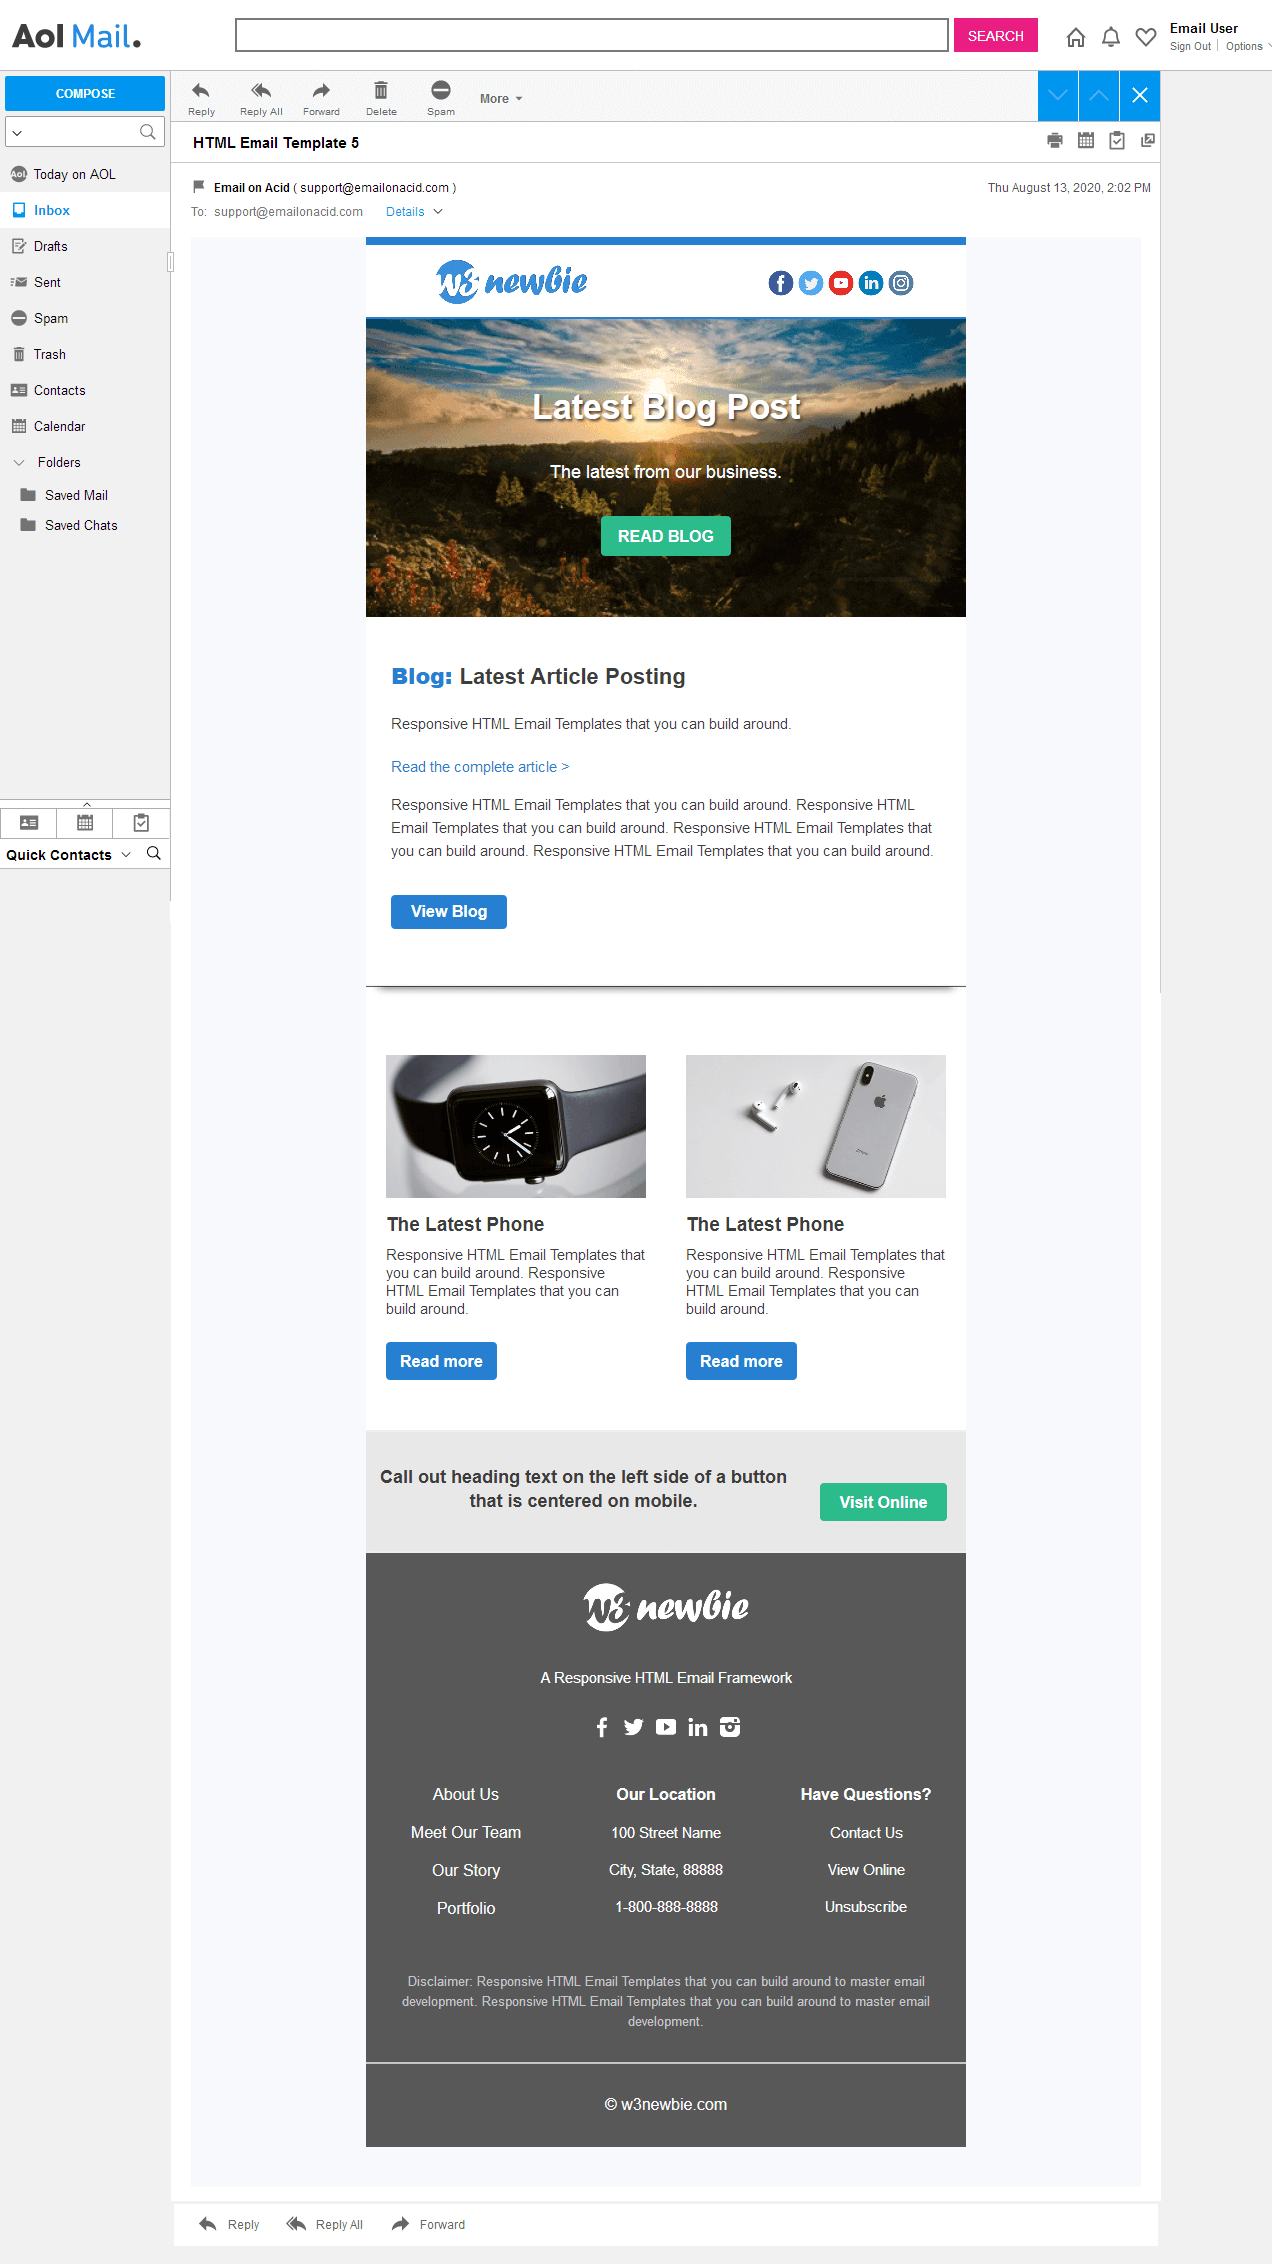 Aol Mail.
SEARCH
Email User
Sign Out
Options
COMPOSE
Reply
Reply All
Forward
Delete
Spam
More
HTML Email Template 5
Aol.
Today on AOL
Inbox
Drafts
Sent
Spam
Trash
Contacts
Calendar
Folders
Saved Mail
Saved Chats
Quick Contacts
Email on Acid ( support@emailonacid.com )
Thu August 13, 2020, 2:02 PM
To: support@emailonacid.com
Details
W3 newbie
Latest Blog Post
The latest from our business.
READ BLOG
Blog: Latest Article Posting
Responsive HTML Email Templates that you can build around.
Read the complete article >
Responsive HTML Email Templates that you can build around. Responsive HTML
Email Templates that you can build around. Responsive HTML Email Templates that
you can build around. Responsive HTML Email Templates that you can build around.
View Blog
The Latest Phone
Responsive HTML Email Templates that
you can build around. Responsive
HTML Email Templates that you can
build around.
Read more
The Latest Phone
Responsive HTML Email Templates that
you can build around. Responsive
HTML Email Templates that you can
build around.
Read more
Call out heading text on the left side of a button
that is centered on mobile.
Visit Online
W3 newbie
A Responsive HTML Email Framework
About Us
Meet Our Team
Our Story
Portfolio
Our Location
100 Street Name
City, State, 88888
1-800-888-8888
Have Questions?
Contact Us
View Online
Unsubscribe
Disclaimer: Responsive HTML Email Templates that you can build around to master email
development. Responsive HTML Email Templates that you can build around to master email
development.
© w3newbie.com
Reply
Reply All
Forward